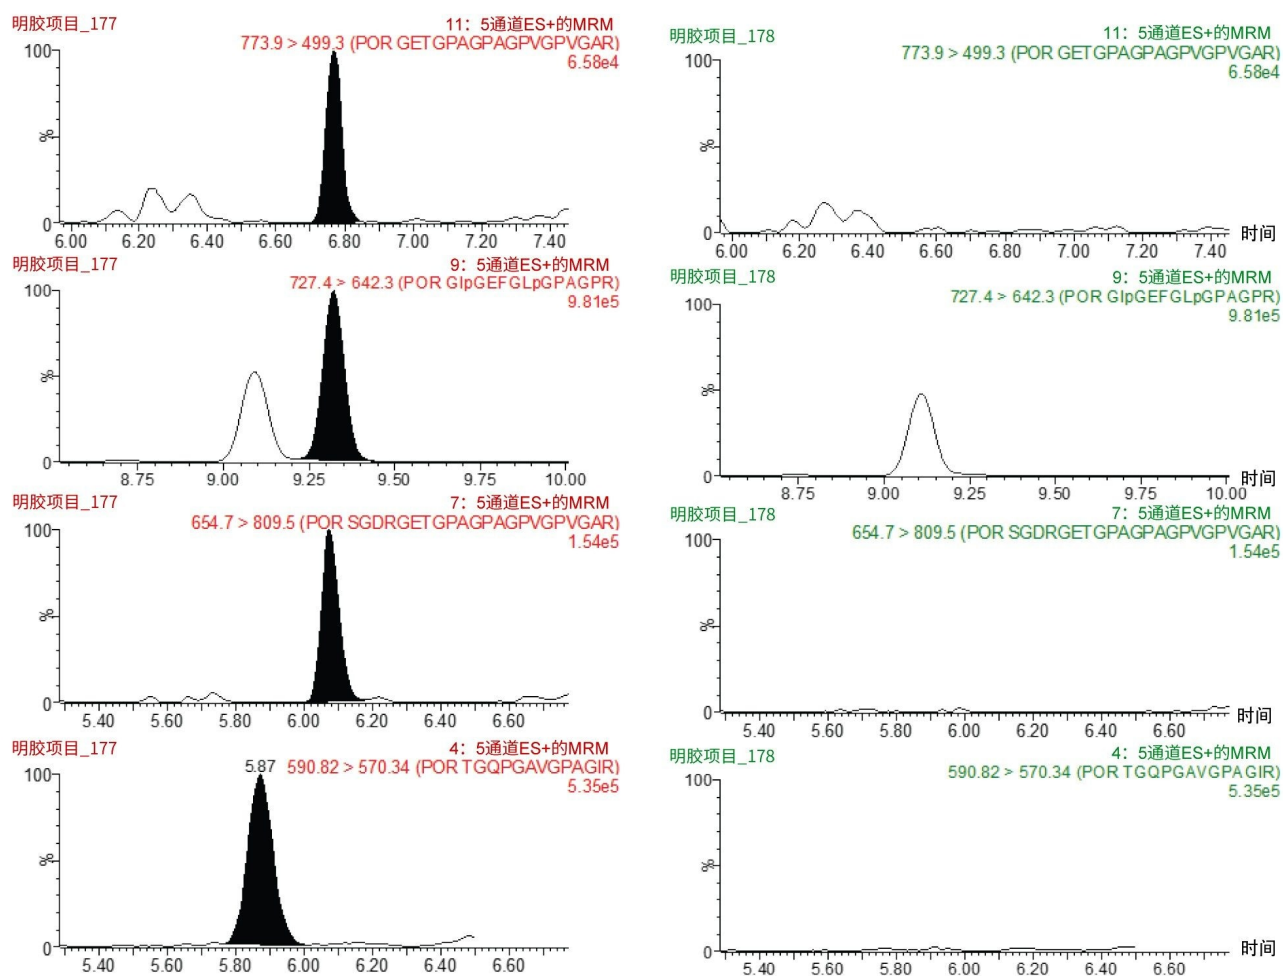 明胶项目_177
11：5通道ES+的MRM
773.9 > 499.3 (POR GETGPAGPAGPVGPVGAR)
6.58e4
100
%
0
6.00 6.20 6.40 6.60 6.80 7.00 7.20 7.40
明胶项目_178
11：5通道ES+的MRM
773.9 > 499.3 (POR GETGPAGPAGPVGPVGAR)
6.58e4
100
%
0
6.00 6.20 6.40 6.60 6.80 7.00 7.20 7.40
时间
明胶项目_177
9：5通道ES+的MRM
727.4 > 642.3 (POR GlpGEFGLpGPAGPR)
9.81e5
100
%
0
8.75 9.00 9.25 9.50 9.75 10.00
明胶项目_178
9：5通道ES+的MRM
727.4 > 642.3 (POR GlpGEFGLpGPAGPR)
9.81e5
100
%
0
8.75 9.00 9.25 9.50 9.75 10.00
时间
明胶项目_177
7：5通道ES+的MRM
654.7 > 809.5 (POR SGDRGETGPAGPAGPVGPVGAR)
1.54e5
100
%
0
5.40 5.60 5.80 6.00 6.20 6.40 6.60
明胶项目_178
7：5通道ES+的MRM
654.7 > 809.5 (POR SGDRGETGPAGPAGPVGPVGAR)
1.54e5
100
%
0
5.40 5.60 5.80 6.00 6.20 6.40 6.60
时间
明胶项目_177
4：5通道ES+的MRM
590.82 > 570.34 (POR TGQPGAVGPAGIR)
5.35e5
5.87
100
%
0
5.40 5.60 5.80 6.00 6.20 6.40 6.60
明胶项目_178
4：5通道ES+的MRM
590.82 > 570.34 (POR TGQPGAVGPAGIR)
5.35e5
100
%
0
5.40 5.60 5.80 6.00 6.20 6.40 6.60
时间